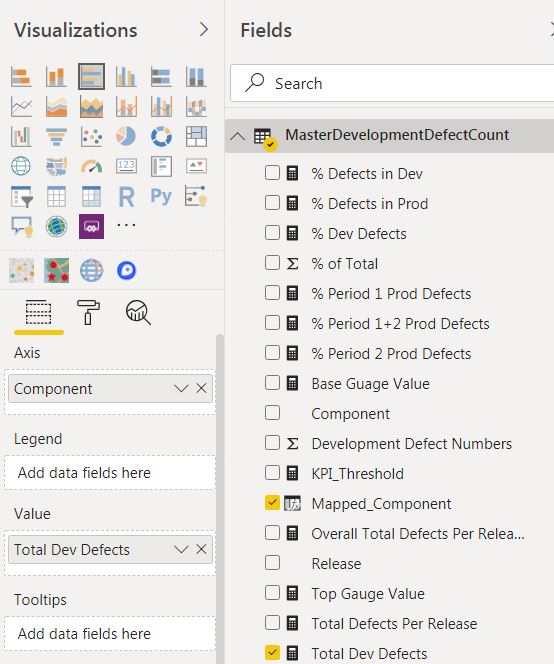 Visualizations
Fields
Search
MasterDevelopmentDefectCount
123
R
Py
Axis
Component
Legend
Add data fields here
Value
Total Dev Defects
Tooltips
Add data fields here
% Defects in Dev
% Defects in Prod
% Dev Defects
Σ % of Total
% Period 1 Prod Defects
% Period 1+2 Prod Defects
% Period 2 Prod Defects
Base Guage Value
Component
Σ Development Defect Numbers
KPI_Threshold
Mapped_Component
Overall Total Defects Per Relea...
Release
Top Gauge Value
Total Defects Per Release
Total Dev Defects